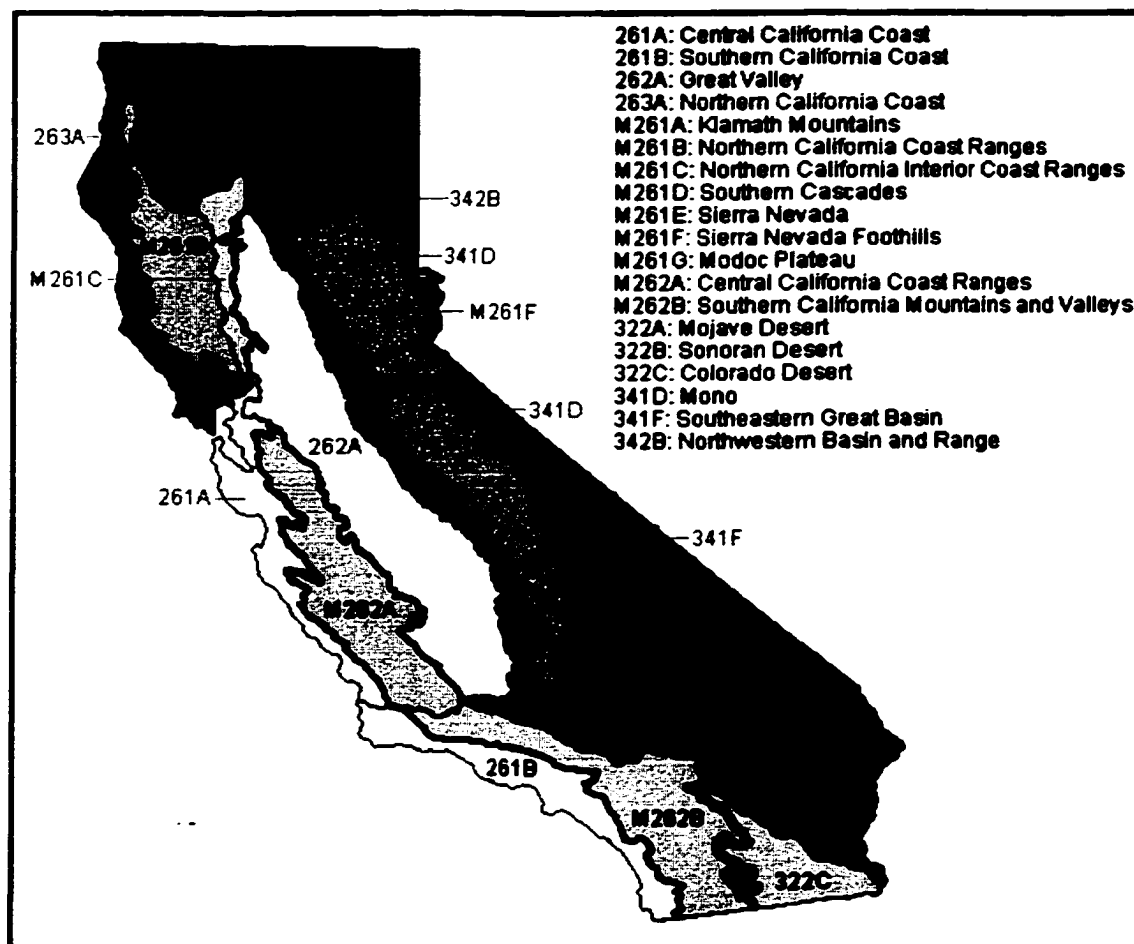 261A: Central California Coast
261B: Southern California Coast
262A: Great Valley
263A: Northern California Coast
M261A: Klamath Mountains
M261B: Northern California Coast Ranges
M261C: Northern California Interior Coast Ranges
M261D: Southern Cascades
M261E: Sierra Nevada
M261F: Sierra Nevada Foothills
M261G: Modoc Plateau
M262A: Central California Coast Ranges
M262B: Southern California Mountains and Valleys
322A: Mojave Desert
322B: Sonoran Desert
322C: Colorado Desert
341D: Mono
341F: Southeastern Great Basin
342B: Northwestern Basin and Range
263A
342B
341D
M261C
M261F
341D
262A
261A
341F
M262A
261B
M262B
322C